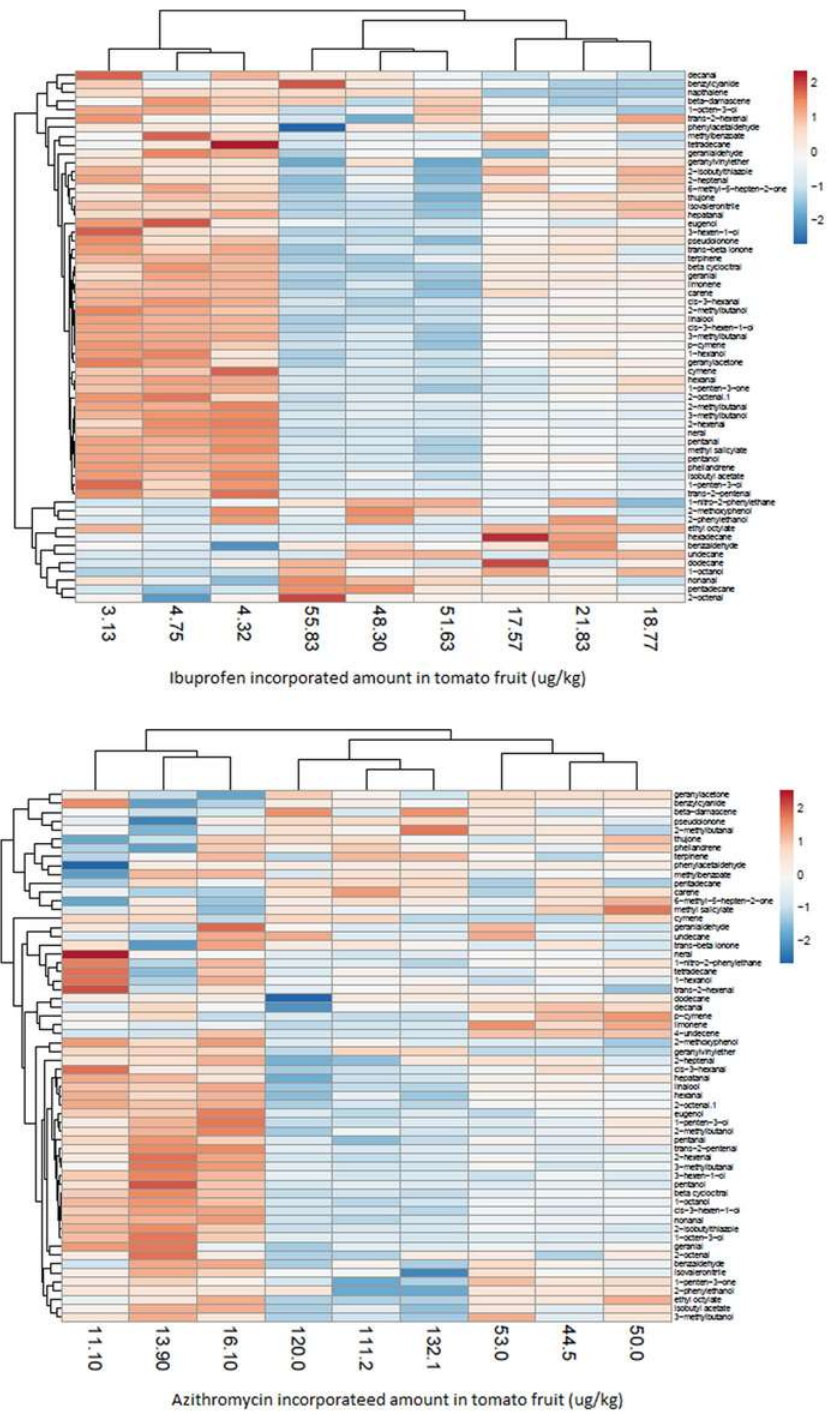 decanal
benzylcyanide
napthalene
beta-damascene
1-octen-3-ol
trans-2-hexenal
phenylacetaldehyde
methylbenzoate
tetradecane
geranialdehyde
geranylvinylether
2-isobutylthiazole
2-heptenal
6-methyl-5-hepten-2-one
thujone
isovaleronitrile
hepatanal
eugenol
3-hexen-1-ol
pseudoionone
trans-beta ionone
terpinene
beta cyclocitral
geranial
limonene
carene
cis-3-hexanal
2-methylbutanol
linalool
cis-3-hexen-1-ol
3-methylbutanal
p-cymene
1-hexanol
geranylacetone
cymene
hexanal
1-penten-3-one
2-octenal.1
2-methylbutanal
3-methylbutanol
2-hexenal
neral
pentanal
methyl salicylate
pentanol
phellandrene
isobutyl acetate
1-penten-3-ol
trans-2-pentenal
1-nitro-2-phenylethane
2-methoxyphenol
2-phenylethanol
ethyl octylate
hexadecane
benzaldehyde
undecane
dodecane
1-octanol
nonanal
pentadecane
2-octenal
2
1
0
-1
-2
3.13
4.75
4.32
55.83
48.30
51.63
17.57
21.83
18.77
Ibuprofen incorporated amount in tomato fruit (ug/kg)
geranylacetone
benzylcyanide
beta-damascene
pseudoionone
2-methylbutanal
thujone
phellandrene
terpinene
phenylacetaldehyde
methylbenzoate
pentadecane
carene
6-methyl-5-hepten-2-one
methyl salicylate
cymene
geranialdehyde
undecane
trans-beta ionone
neral
1-nitro-2-phenylethane
tetradecane
1-hexanol
trans-2-hexenal
dodecane
decanal
p-cymene
limonene
4-undecene
2-methoxyphenol
geranylvinylether
2-heptenal
cis-3-hexanal
hepatanal
linalool
hexanal
2-octenal.1
eugenol
1-penten-3-ol
2-methylbutanol
pentanal
trans-2-pentenal
2-hexenal
3-methylbutanal
3-hexen-1-ol
pentanol
beta cyclocitral
1-octanol
cis-3-hexen-1-ol
nonanal
2-isobutylthiazole
1-octen-3-ol
geranial
2-octenal
benzaldehyde
isovaleronitrile
1-penten-3-one
2-phenylethanol
ethyl octylate
isobutyl acetate
3-methylbutanol
2
1
0
-1
-2
11.10
13.90
16.10
120.0
111.2
132.1
53.0
44.5
50.0
Azithromycin incorporateed amount in tomato fruit (ug/kg)